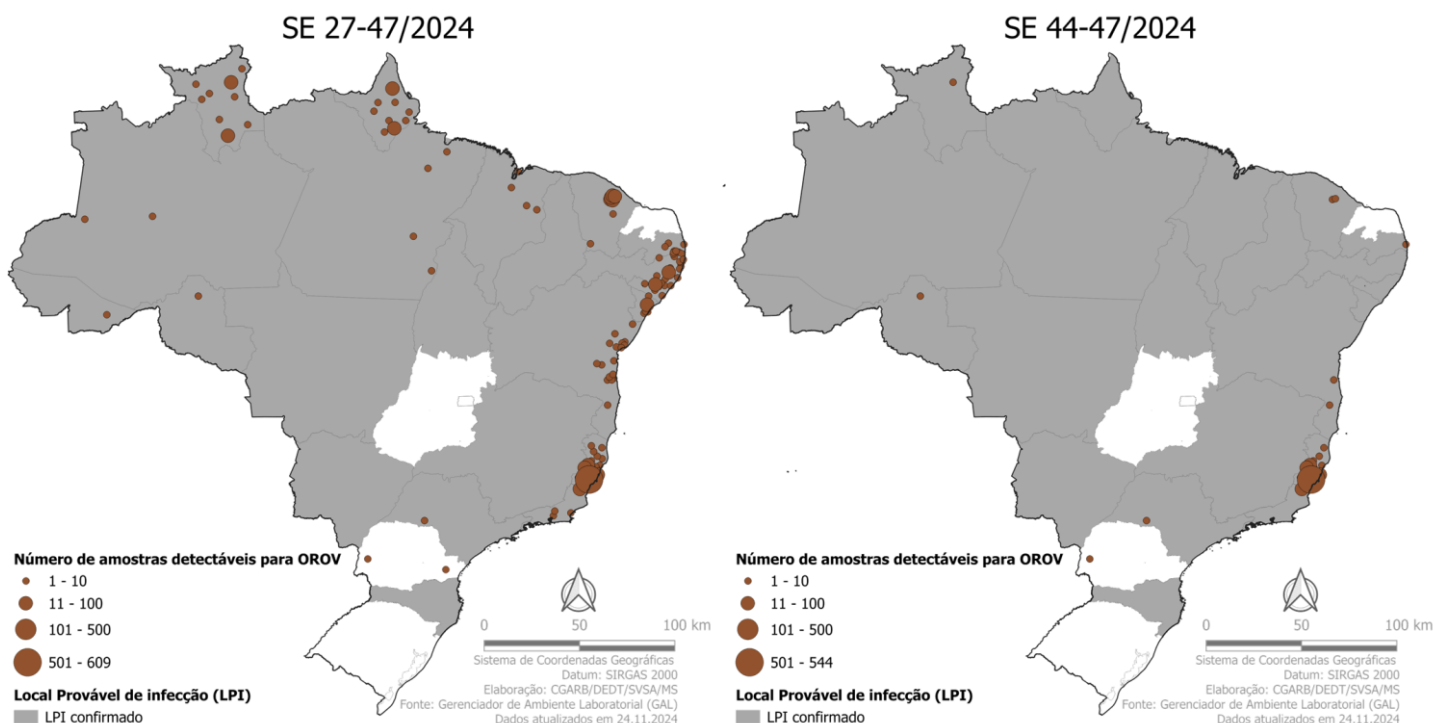 SE 27-47/2024
Número de amostras detectáveis para OROV
1 - 10
11 - 100
101 - 500
501 - 609
Local Provável de infecção (LPI)
LPI confirmado
0 50 100 km
Sistema de Coordenadas Geográficas
Datum: SIRGAS 2000
Elaboração: CGARB/DEDT/SVSA/MS
Fonte: Gerenciador de Ambiente Laboratorial (GAL)
Dados atualizados em 24.11.2024
SE 44-47/2024
Número de amostras detectáveis para OROV
1 - 10
11 - 100
101 - 500
501 - 544
Local Provável de infecção (LPI)
LPI confirmado
0 50 100 km
Sistema de Coordenadas Geográficas
Datum: SIRGAS 2000
Elaboração: CGARB/DEDT/SVSA/MS
Fonte: Gerenciador de Ambiente Laboratorial (GAL)
Dados atualizados em 24.11.2024